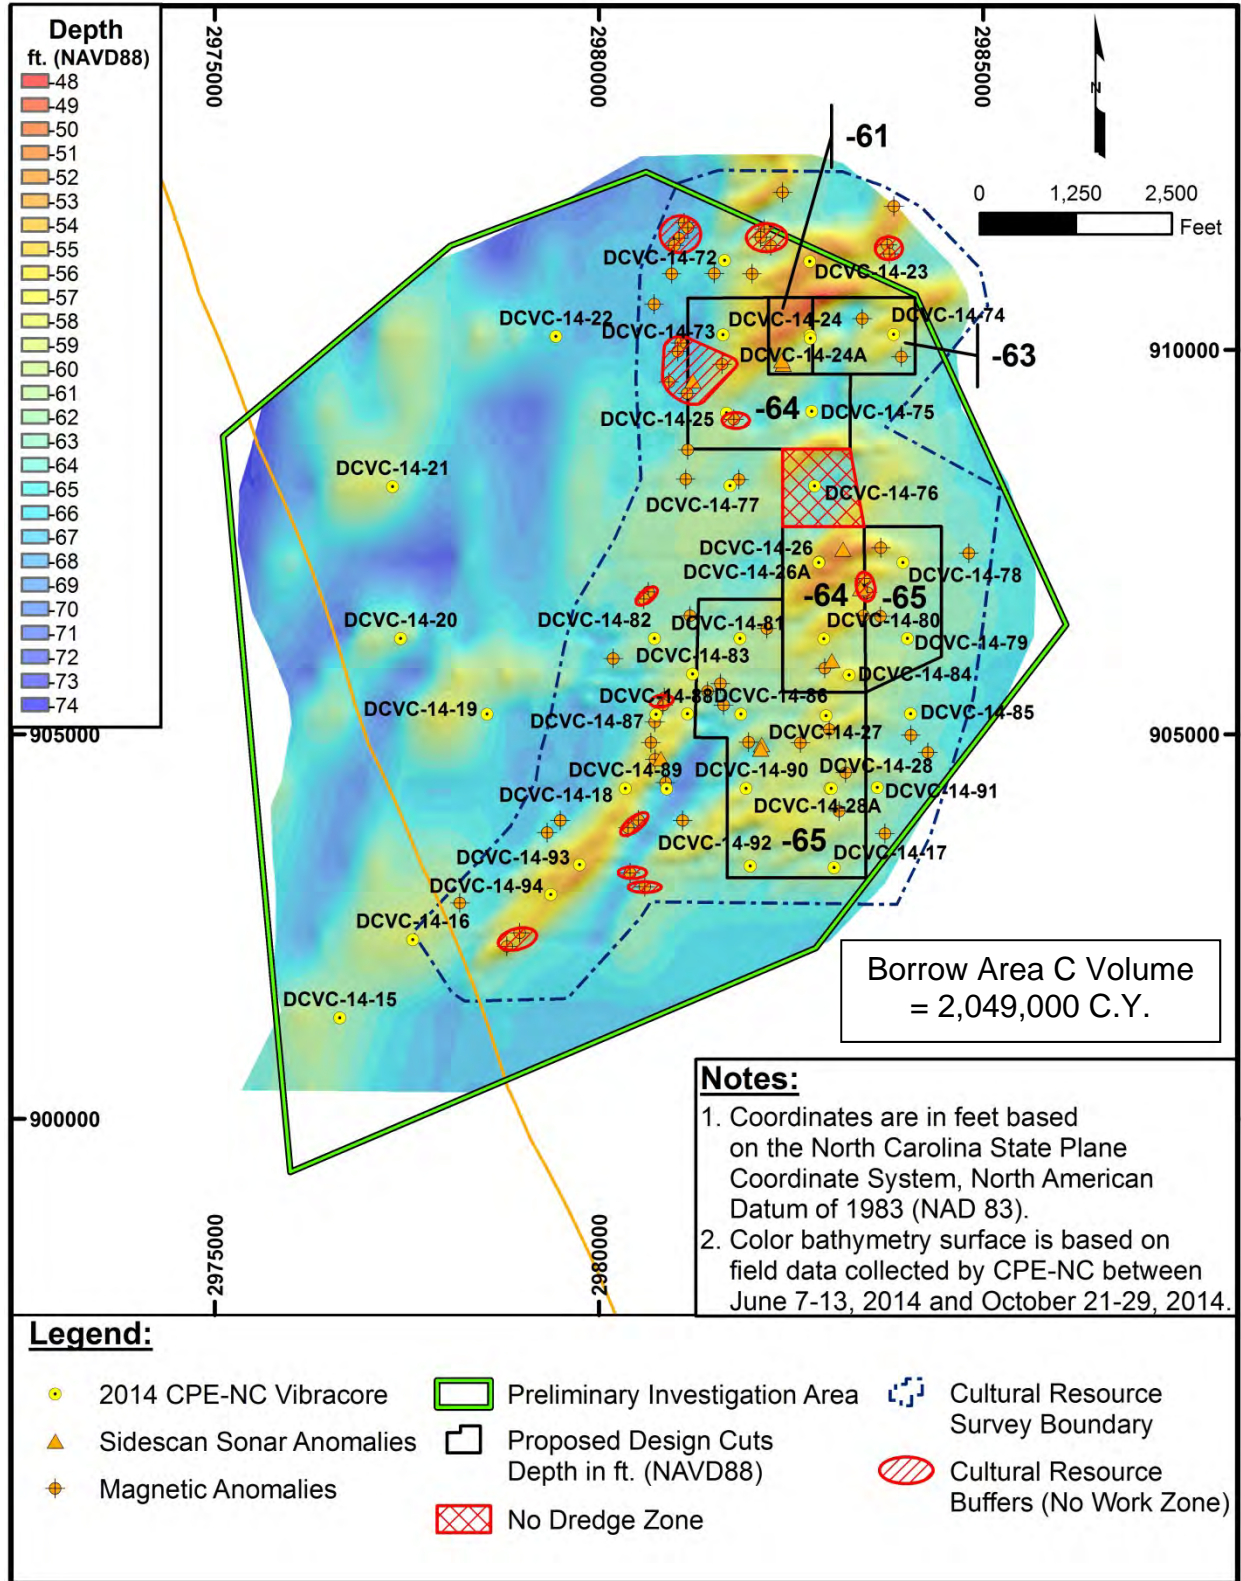 Depth
ft. (NAVD88)
-48
-49
-50
-51
-52
-53
-54
-55
-56
-57
-58
-59
-60
-61
-62
-63
-64
-65
-66
-67
-68
-69
-70
-71
-72
-73
-74
2975000
2980000
2985000
N
0 1,250 2,500
Feet
-61
DCVC-14-72
DCVC-14-23
DCVC-14-22
DCVC-14-73
DCVC-14-24
DCVC-14-74
DCVC-14-24A
-63
910000
DCVC-14-25
-64
DCVC-14-75
DCVC-14-21
DCVC-14-77
DCVC-14-76
DCVC-14-26
DCVC-14-26A
DCVC-14-78
-64
-65
DCVC-14-20
DCVC-14-82
DCVC-14-81
DCVC-14-80
DCVC-14-79
DCVC-14-83
DCVC-14-84
DCVC-14-88
DCVC-14-86
DCVC-14-19
DCVC-14-87
DCVC-14-85
DCVC-14-27
905000
905000
DCVC-14-89
DCVC-14-90
DCVC-14-28
DCVC-14-18
DCVC-14-28A
DCVC-14-91
DCVC-14-92
-65
DCVC-14-17
DCVC-14-93
DCVC-14-94
DCVC-14-16
DCVC-14-15
Borrow Area C Volume
= 2,049,000 C.Y.
900000
Notes:
1. Coordinates are in feet based
on the North Carolina State Plane
Coordinate System, North American
Datum of 1983 (NAD 83).
2. Color bathymetry surface is based on
field data collected by CPE-NC between
June 7-13, 2014 and October 21-29, 2014.
2975000
2980000
Legend:
2014 CPE-NC Vibracore
Sidescan Sonar Anomalies
Magnetic Anomalies
Preliminary Investigation Area
Proposed Design Cuts
Depth in ft. (NAVD88)
No Dredge Zone
Cultural Resource
Survey Boundary
Cultural Resource
Buffers (No Work Zone)